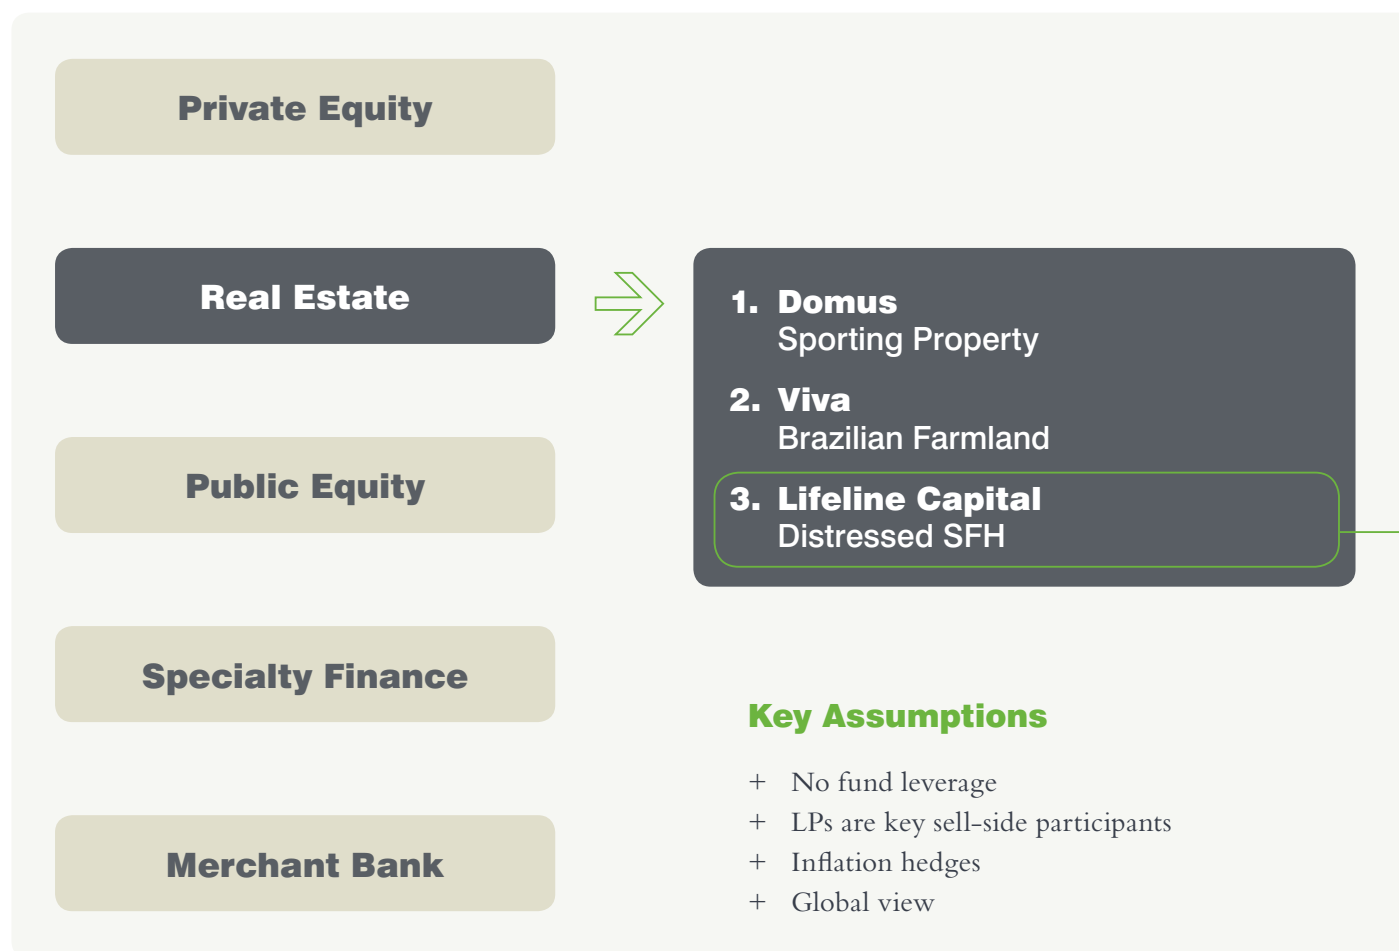 Private Equity
Real Estate
Public Equity
Specialty Finance
Merchant Bank
1. Domus
Sporting Property
2. Viva
Brazilian Farmland
3. Lifeline Capital
Distressed SFH
Key Assumptions
+ No fund leverage
+ LPs are key sell-side participants
+ Inflation hedges
+ Global view